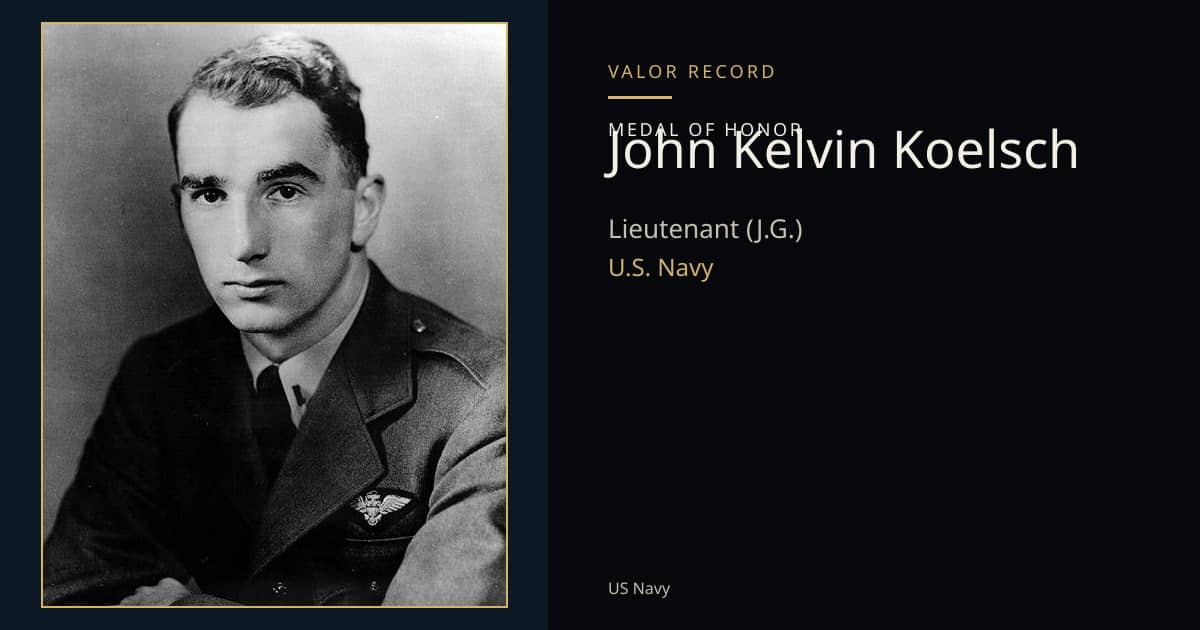 VALOR RECORD
MEDAL OF HONOR
John Kelvin Koelsch
Lieutenant (J.G.)
U.S. Navy
US Navy